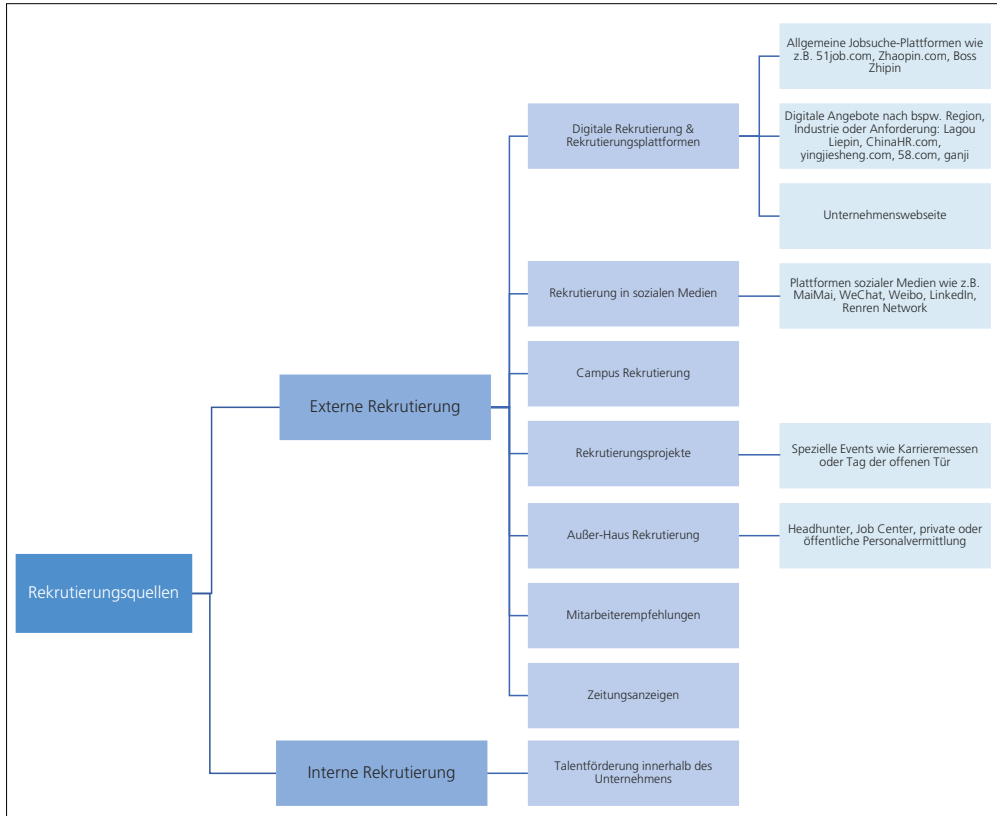 Rekrutierungsquellen
Externe Rekrutierung
Digitale Rekrutierung &
Rekrutierungsplattformen
Allgemeine Jobsuche-Plattformen wie
z.B. 51job.com, Zhaopin.com, Boss
Zhipin
Digitale Angebote nach bspw. Region,
Industrie oder Anforderung: Lagou
Liepin, ChinaHR.com,
yingjiesheng.com, 58.com, ganji
Unternehmenswebseite
Rekrutierung in sozialen Medien
Plattformen sozialer Medien wie z.B.
MaiMai, WeChat, Weibo, LinkedIn,
Renren Network
Campus Rekrutierung
Rekrutierungsprojekte
Spezielle Events wie Karrieremessen
oder Tag der offenen Tür
Außer-Haus Rekrutierung
Headhunter, Job Center, private oder
öffentliche Personalvermittlung
Mitarbeiterempfehlungen
Zeitungsanzeigen
Interne Rekrutierung
Talentförderung innerhalb des
Unternehmens